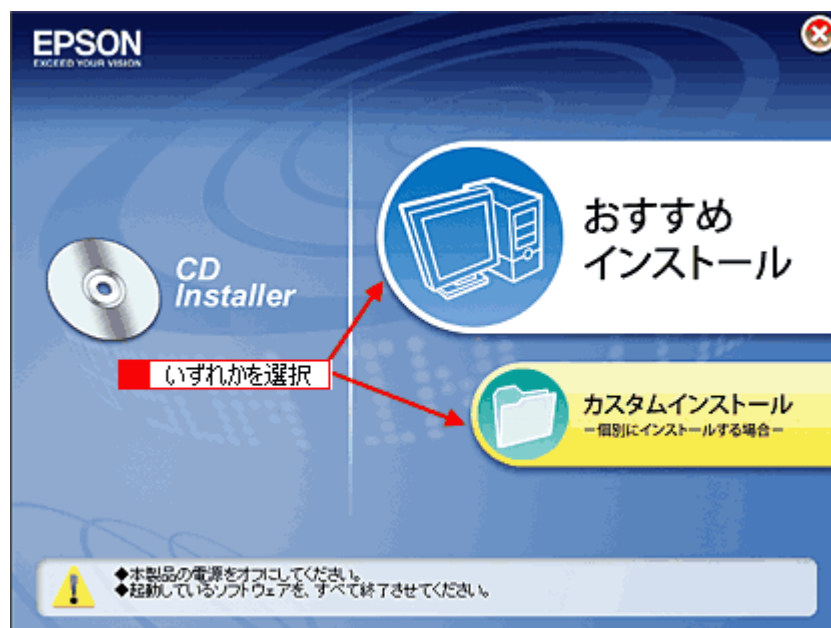 EPSON
EXCEED YOUR VISION
おすすめ
インストール
CD
Installer
いずれかを選択
カスタムインストール
－個別にインストールする場合－
◆本製品の電源をオフにしてください。
◆起動しているソフトウェアを、すべて終了させてください。